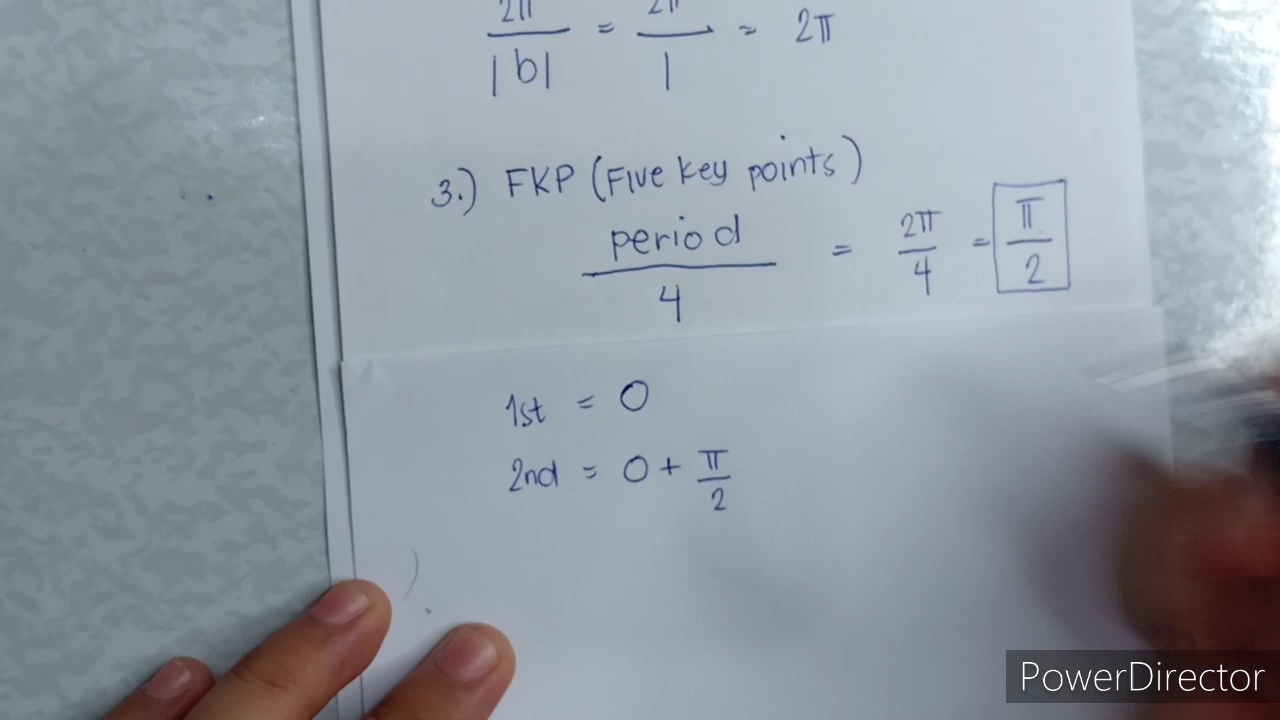 2π/|b| = 2π/1 = 2π
3.) FKP (Five key points)
period/4 = 2π/4 = π/2
1st = 0
2nd = 0 + π/2
PowerDirector